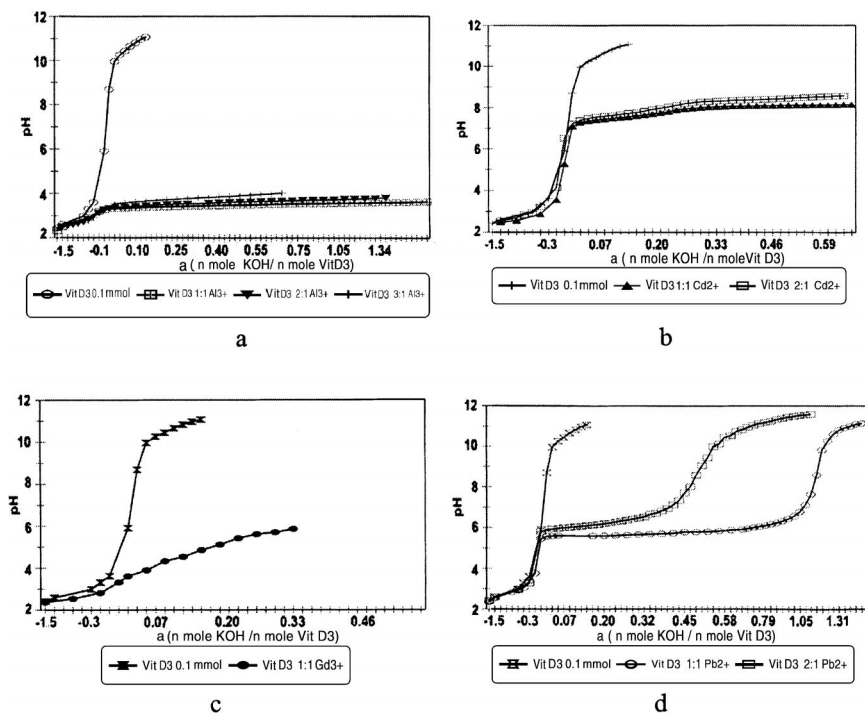 12
10
8
6
4
2
pH
-1.5 -0.1 0.10 0.25 0.55 0.75 1.05 1.34
a ( n mole KOH/ n mole VitD3)
Vit D3 0.1 mmol Vit D3 1:1 Al3+ Vit D3 2:1 Al3+ Vit D3 3:1 Al3+
a
12
10
8
6
4
2
pH
-1.5 -0.3 0.07 0.20 0.33 0.46 0.59
a ( n mole KOH /n moleVit D3)
Vit D3 0.1mmol Vit D3 1:1 Cd2+ Vit D3 2:1 Cd2+
b
12
10
8
6
4
2
pH
-1.5 -0.3 0.07 0.20 0.33 0.46
a (n mole KOH /n mole Vit D3)
Vit D3 0.1 mmol Vit D3 1:1 Gd3+
c
12
10
8
6
4
2
pH
-1.5 -0.3 0.07 0.20 0.32 0.58 0.79 1.05 1.31
a (n mole KOH / n mole Vit D3)
Vit D3 0.1 mmol Vit D3 1:1 Pb2+ Vit D3 2:1 Pb2+
d